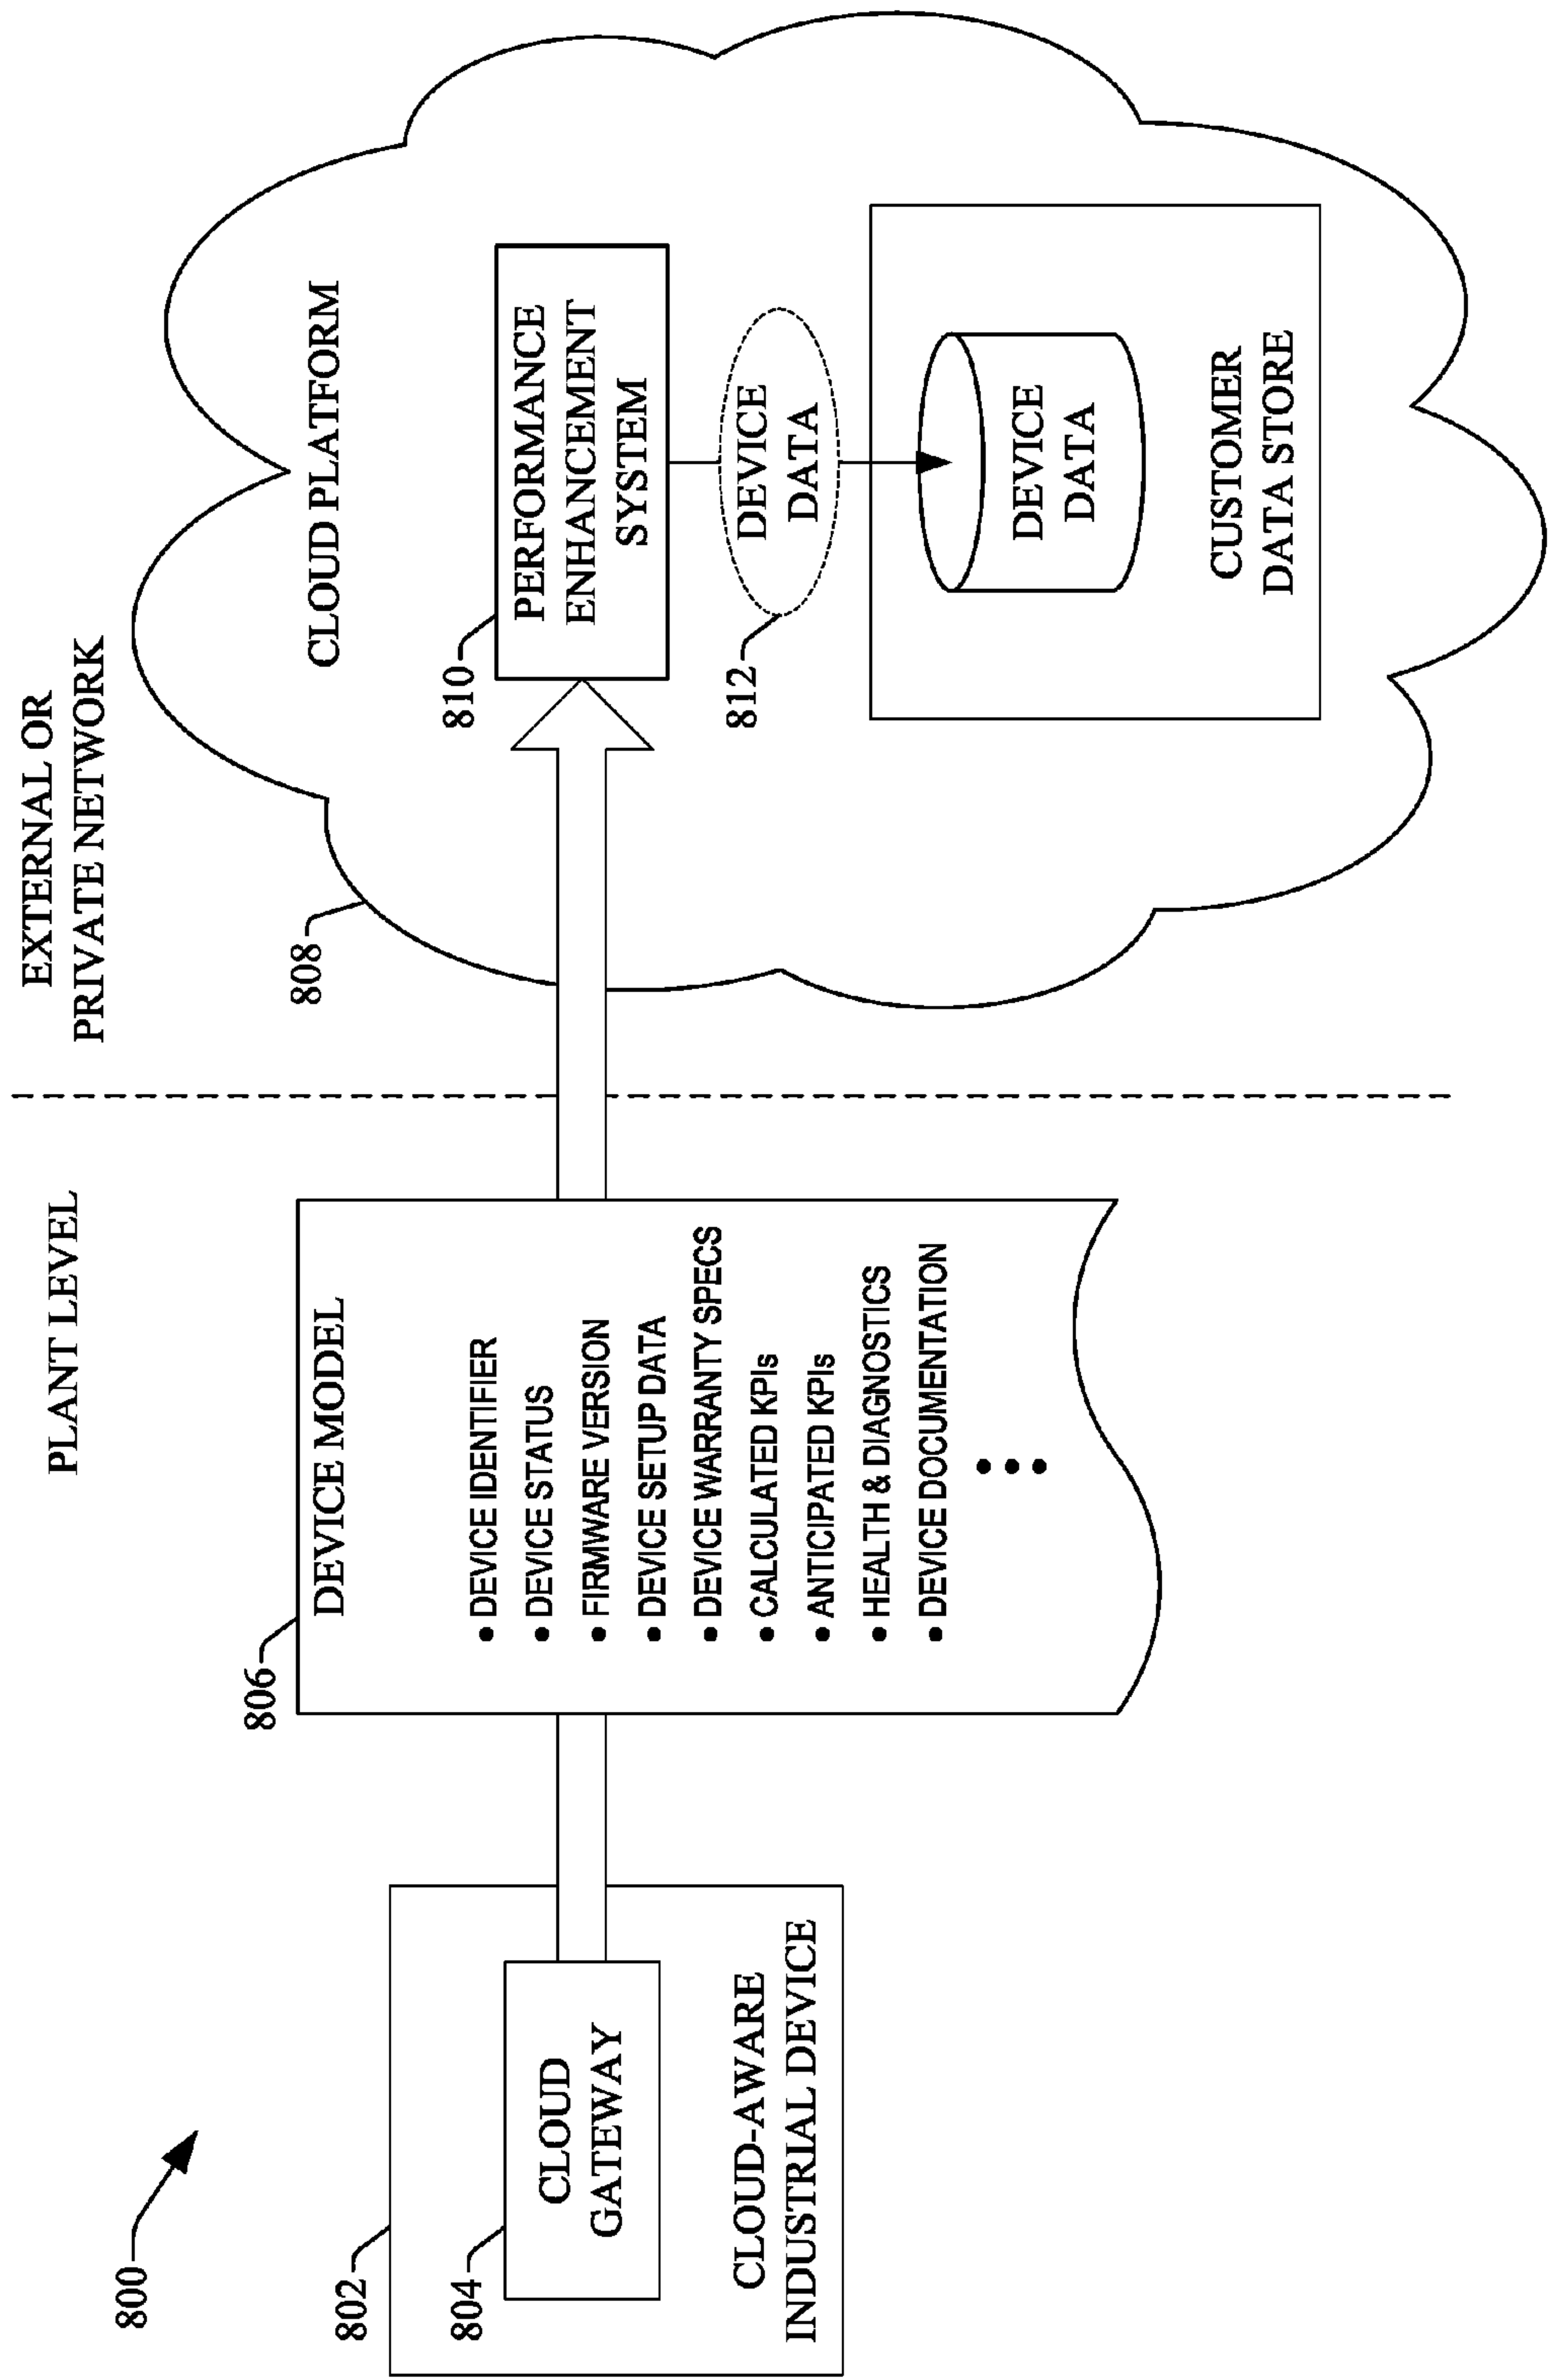 800
802
804
CLOUD
GATEWAY
CLOUD-AWARE
INDUSTRIAL DEVICE
PLANT LEVEL
806
DEVICE MODEL
• DEVICE IDENTIFIER
• DEVICE STATUS
• FIRMWARE VERSION
• DEVICE SETUP DATA
• DEVICE WARRANTY SPECS
• CALCULATED KPIs
• ANTICIPATED KPIs
• HEALTH & DIAGNOSTICS
• DEVICE DOCUMENTATION
EXTERNAL OR
PRIVATE NETWORK
808
CLOUD PLATFORM
810
PERFORMANCE
ENHANCEMENT
SYSTEM
812
DEVICE
DATA
DEVICE
DATA
CUSTOMER
DATA STORE